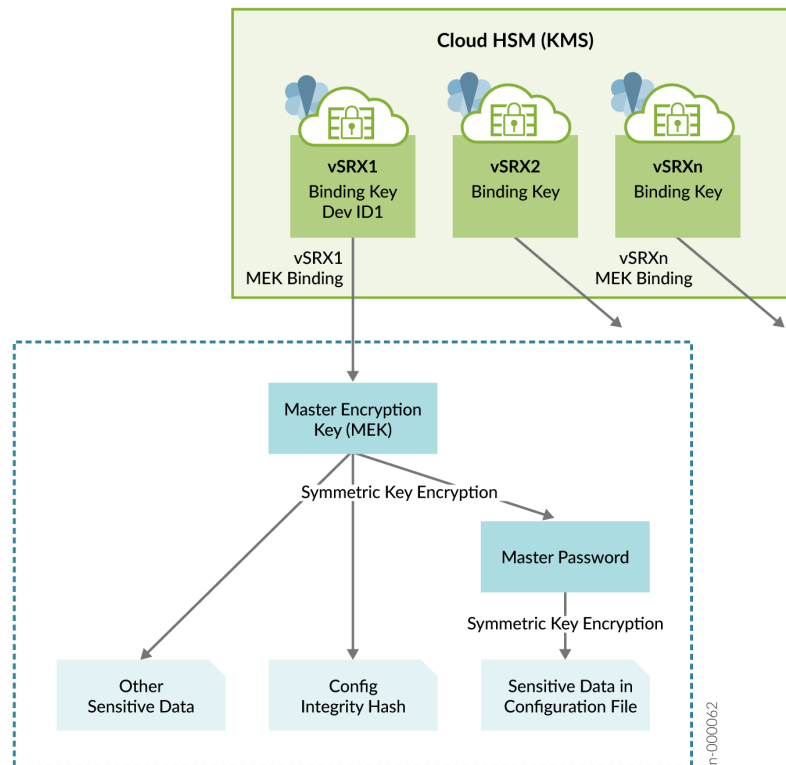 Cloud HSM (KMS)
vSRX1
Binding Key
Dev ID1
vSRX2
Binding Key
vSRXn
Binding Key
vSRX1
MEK Binding
vSRXn
MEK Binding
Master Encryption
Key (MEK)
Symmetric Key Encryption
Master Password
Symmetric Key Encryption
Other
Sensitive Data
Config
Integrity Hash
Sensitive Data in
Configuration File
n-000062